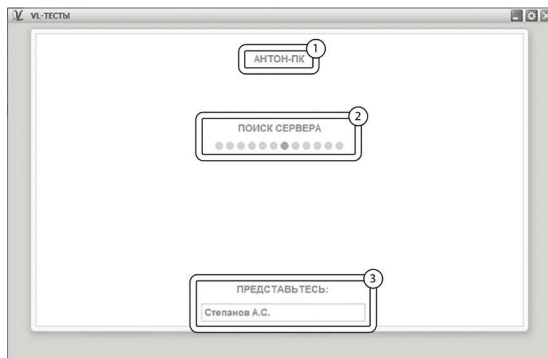 VL-ТЕСТЫ
1
АНТОН-ПК
2
ПОИСК СЕРВЕРА
3
ПРЕДСТАВЬТЕСЬ:
Степанов А.С.